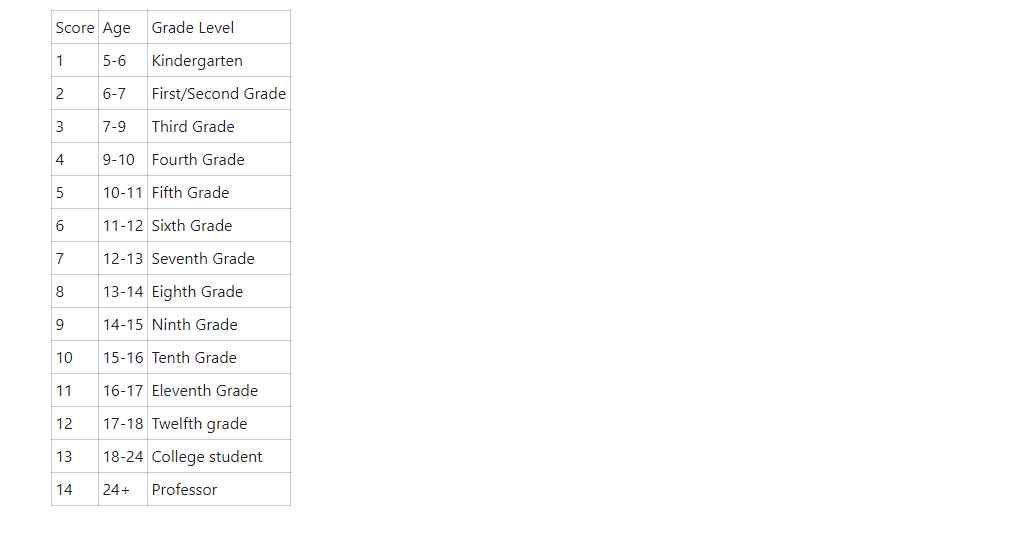 Score Age Grade Level
1 5-6 Kindergarten
2 6-7 First/Second Grade
3 7-9 Third Grade
4 9-10 Fourth Grade
5 10-11 Fifth Grade
6 11-12 Sixth Grade
7 12-13 Seventh Grade
8 13-14 Eighth Grade
9 14-15 Ninth Grade
10 15-16 Tenth Grade
11 16-17 Eleventh Grade
12 17-18 Twelfth grade
13 18-24 College student
14 24+ Professor